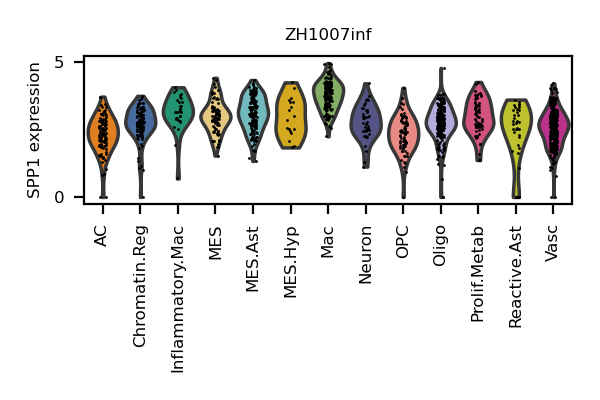 ZH1007inf
SPP1 expression
5
0
AC
Chromatin.Reg
Inflammatory.Mac
MES
MES.Ast
MES.Hyp
Mac
Neuron
OPC
Oligo
Prolif.Metab
Reactive.Ast
Vasc